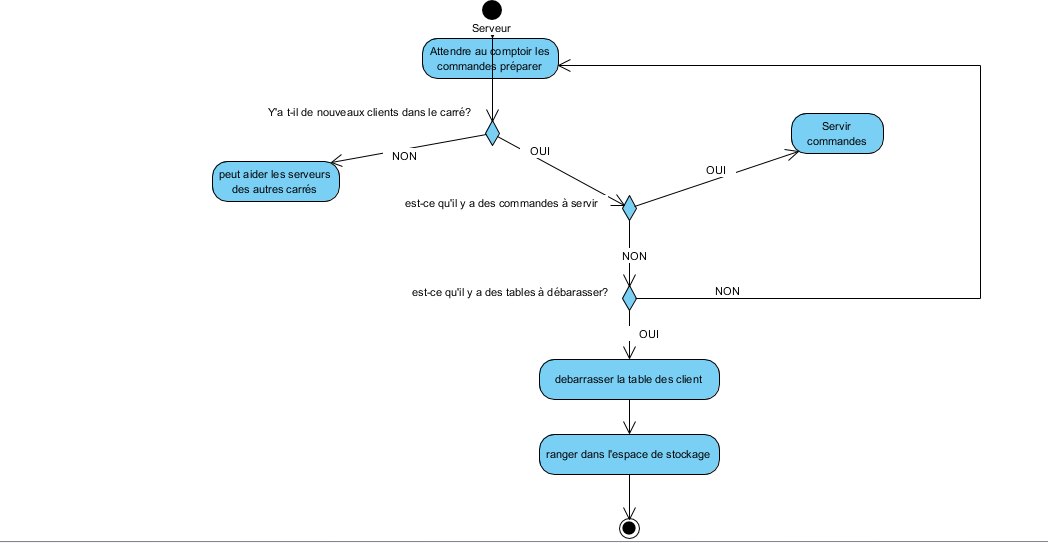 Serveur
Attendre au comptoir les
commandes préparer
Y'a t-il de nouveaux clients dans le carré?
NON
OUI
peut aider les serveurs
des autres carrés
Servir
commandes
OUI
est-ce qu'il y a des commandes à servir
NON
est-ce qu'il y a des tables à débarasser?
NON
OUI
debarrasser la table des client
ranger dans l'espace de stockage